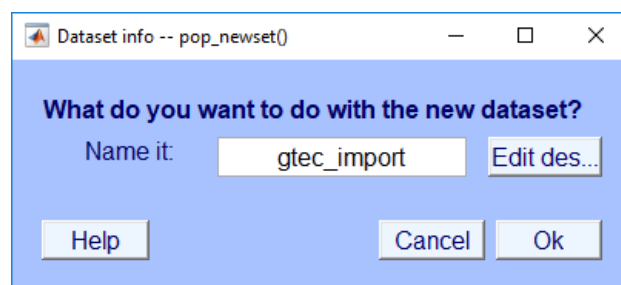 Dataset info -- pop_newset()
What do you want to do with the new dataset?
Name it: gtec_import Edit des...
Help Cancel Ok